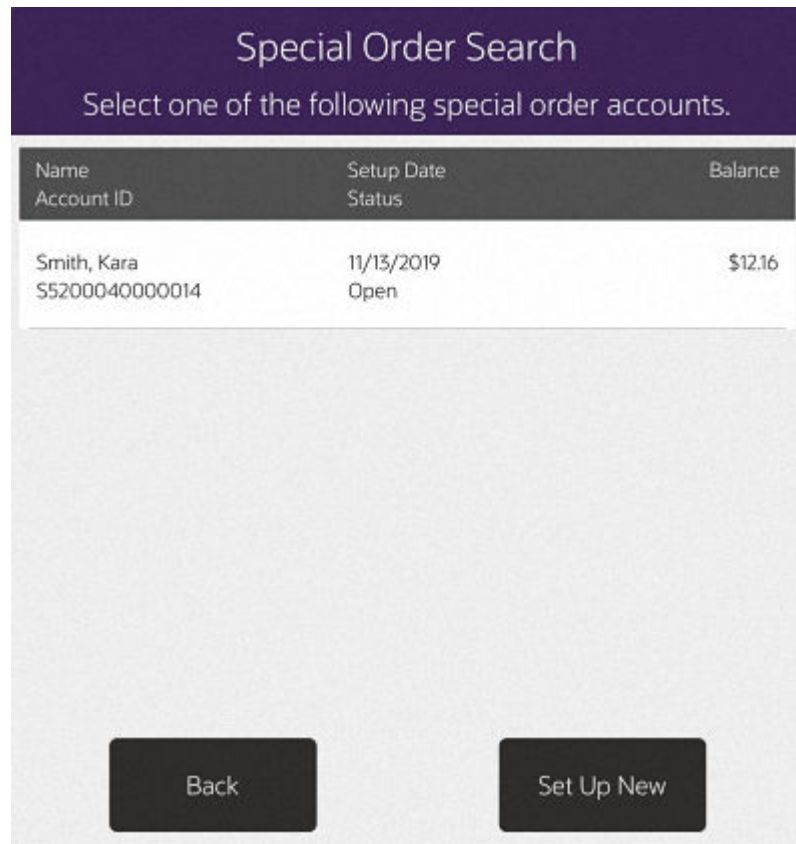 Special Order Search
Select one of the following special order accounts.
Name Setup Date Balance
Account ID Status
Smith, Kara 11/13/2019 $12.16
S5200040000014 Open
Back Set Up New